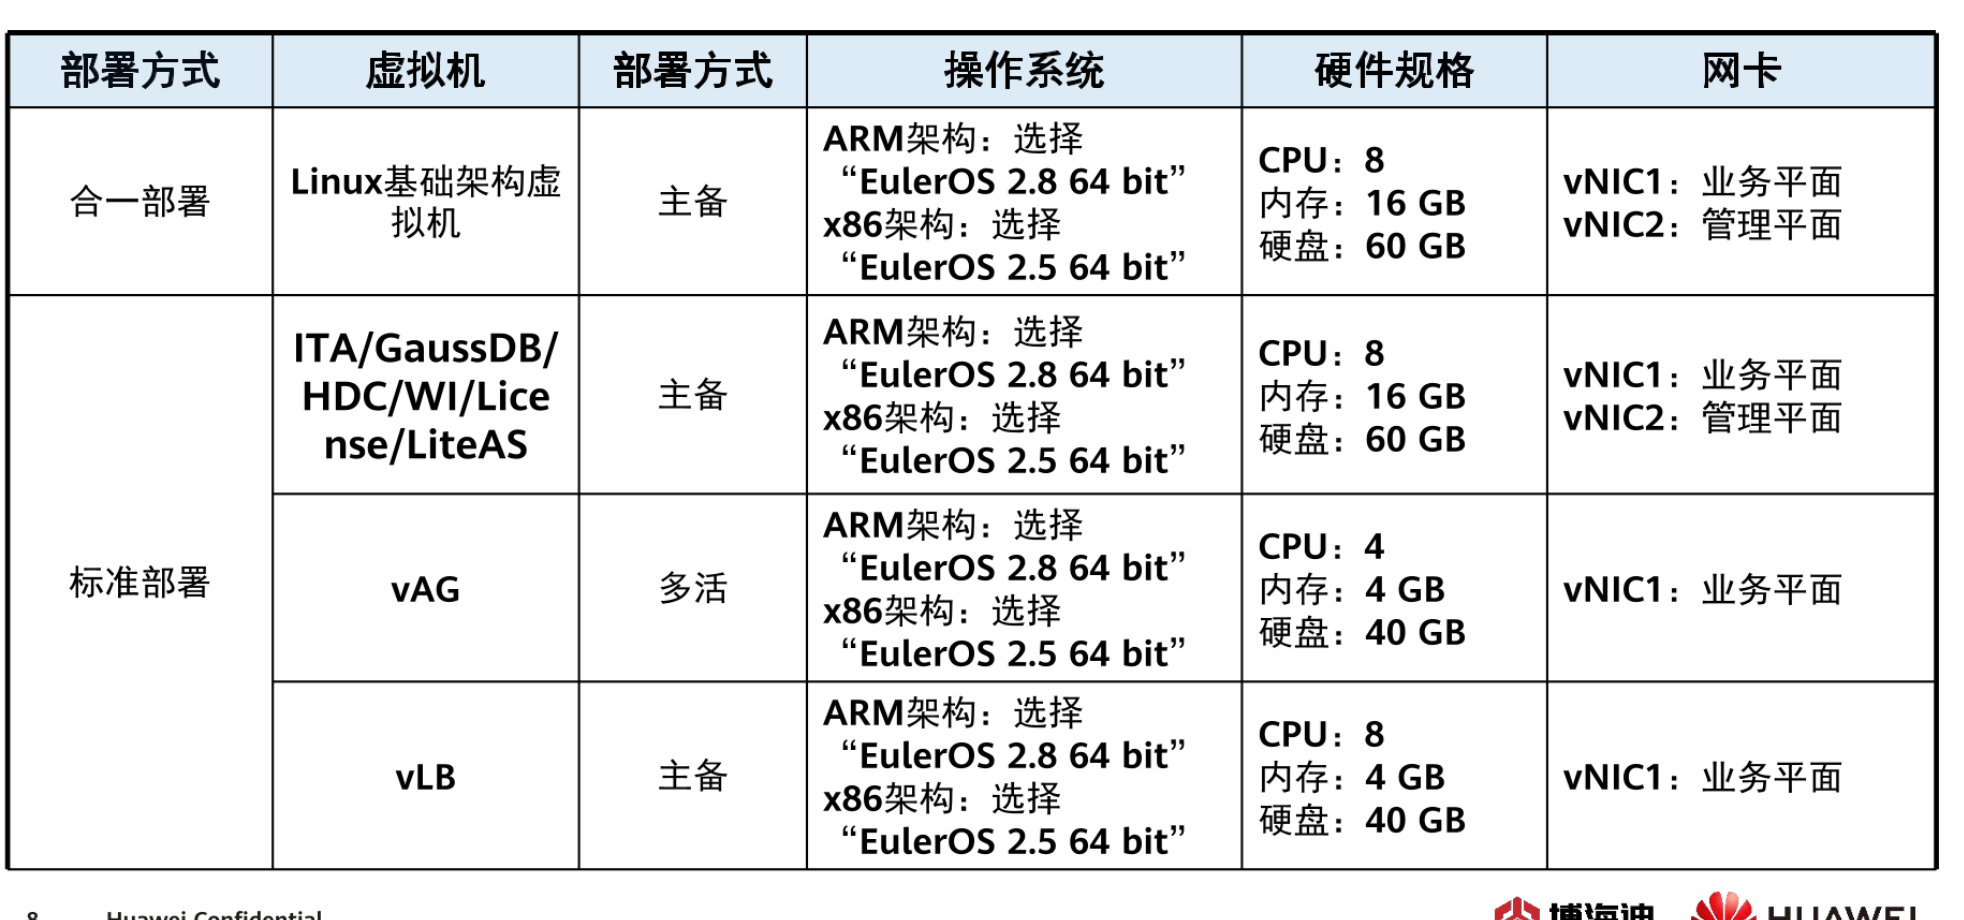 部署方式 虚拟机 部署方式 操作系统 硬件规格 网卡
合一部署
Linux基础架构虚
拟机
主备
ARM架构：选择
“EulerOS 2.8 64 bit”
x86架构：选择
“EulerOS 2.5 64 bit”
CPU：8
内存：16 GB
硬盘：60 GB
vNIC1：业务平面
vNIC2：管理平面
标准部署
ITA/GaussDB/
HDC/WI/Lice
nse/LiteAS
主备
ARM架构：选择
“EulerOS 2.8 64 bit”
x86架构：选择
“EulerOS 2.5 64 bit”
CPU：8
内存：16 GB
硬盘：60 GB
vNIC1：业务平面
vNIC2：管理平面
vAG
多活
ARM架构：选择
“EulerOS 2.8 64 bit”
x86架构：选择
“EulerOS 2.5 64 bit”
CPU：4
内存：4 GB
硬盘：40 GB
vNIC1：业务平面
vLB
主备
ARM架构：选择
“EulerOS 2.8 64 bit”
x86架构：选择
“EulerOS 2.5 64 bit”
CPU：8
内存：4 GB
硬盘：40 GB
vNIC1：业务平面
8 Huawei Confidential
博海迪 HUAWEI